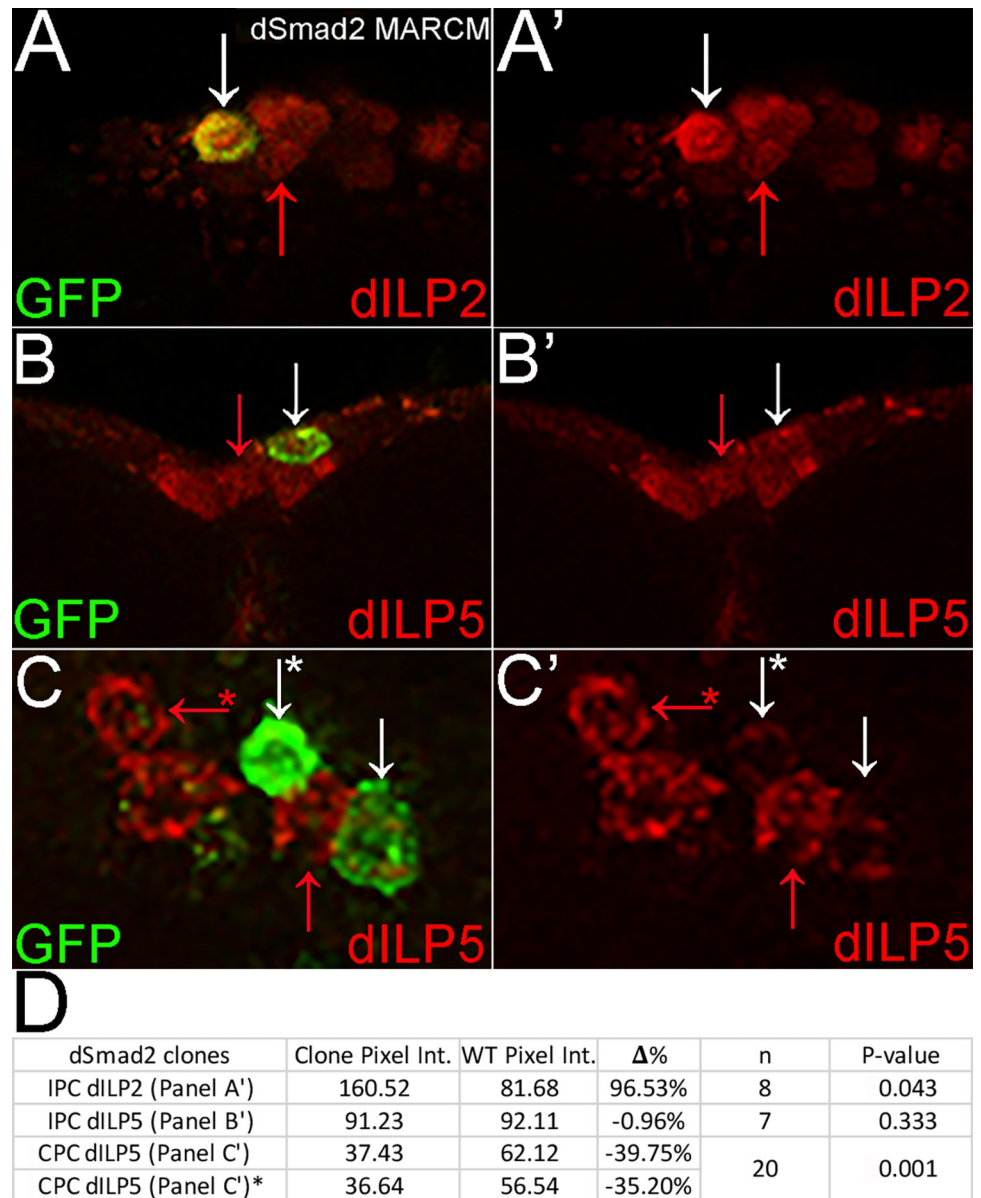 A dSmad2 MARCM A’
GFP dILP2 dILP2
B B’
GFP dILP5 dILP5
C * * C’ * *
GFP dILP5 dILP5
D
dSmad2 clones Clone Pixel Int. WT Pixel Int. Δ% n P-value
IPC dILP2 (Panel A') 160.52 81.68 96.53% 8 0.043
IPC dILP5 (Panel B') 91.23 92.11 -0.96% 7 0.333
CPC dILP5 (Panel C') 37.43 62.12 -39.75% 20 0.001
CPC dILP5 (Panel C')* 36.64 56.54 -35.20%